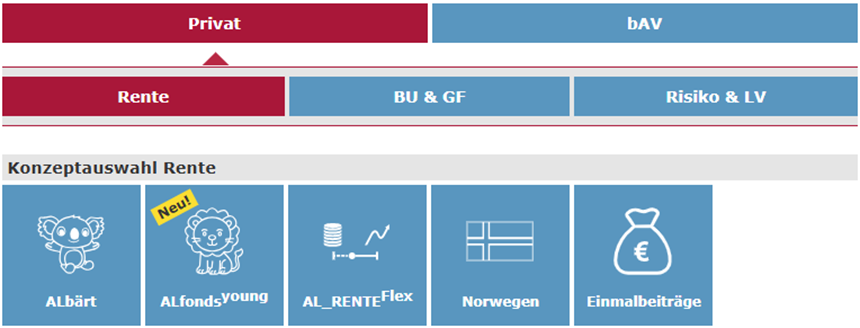 Privat bAV
Rente BU & GF Risiko & LV
Konzeptauswahl Rente
Neu!
ALbärt ALfondsyoung AL_RENTEFlex Norwegen Einmalbeiträge
€